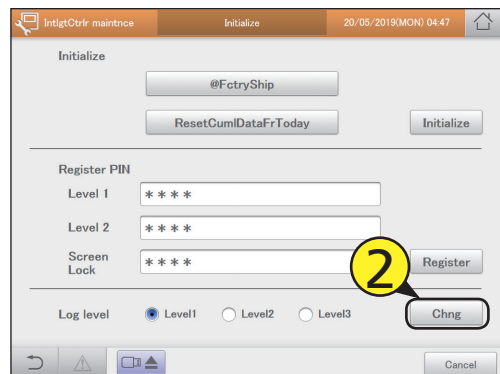 IntlgtCtrlr maintnce Initialize 20/05/2019(MON) 04:47
Initialize
@FctryShip
ResetCumlDataFrToday Initialize
Register PIN
Level 1 ****
Level 2 ****
Screen Lock **** Register
2
Log level Level1 Level2 Level3 Chng
Cancel